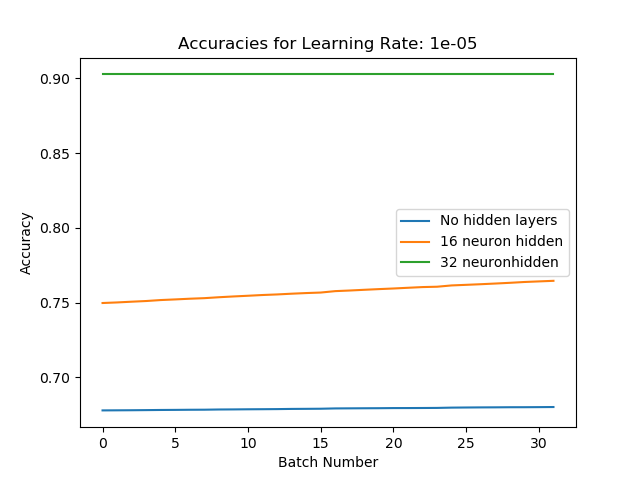 Accuracies for Learning Rate: 1e-05
0.90
0.85
0.80
0.75
0.70
Accuracy
No hidden layers
16 neuron hidden
32 neuronhidden
0 5 10 15 20 25 30
Batch Number